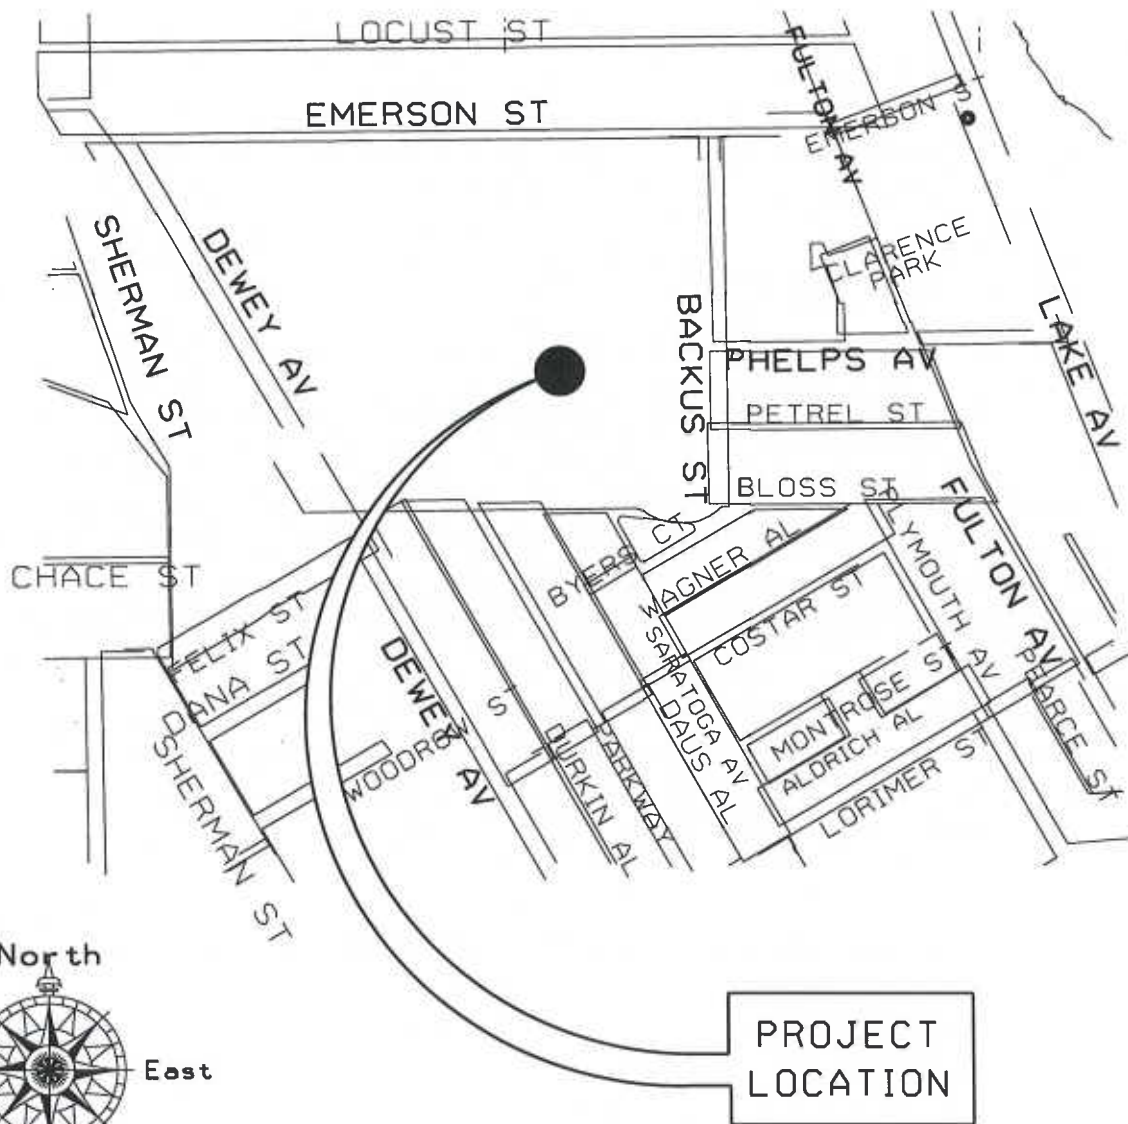 LOCUST ST
FULTON AV
EMERSON ST
EMERSON S
SHERMAN ST
DEWEY AV
CLARENCE
PARK
BACKUS ST
LAKE AV
PHELPS AV
PETREL ST
BLOSS ST
FULTON AV
CHACE ST
BYERS CT
WAGNER AL
PLYMOUTH AV
FELIX ST
DANA ST
DEWEY AV
SARATOGA AV
COSTAR ST
SHERMAN ST
WOODROW
S
DURKIN AL
PARKWAY
DAUS AL
MONTROSE ST
ALDRICH AL
LORIMER ST
PEARCE ST
North
East
PROJECT
LOCATION